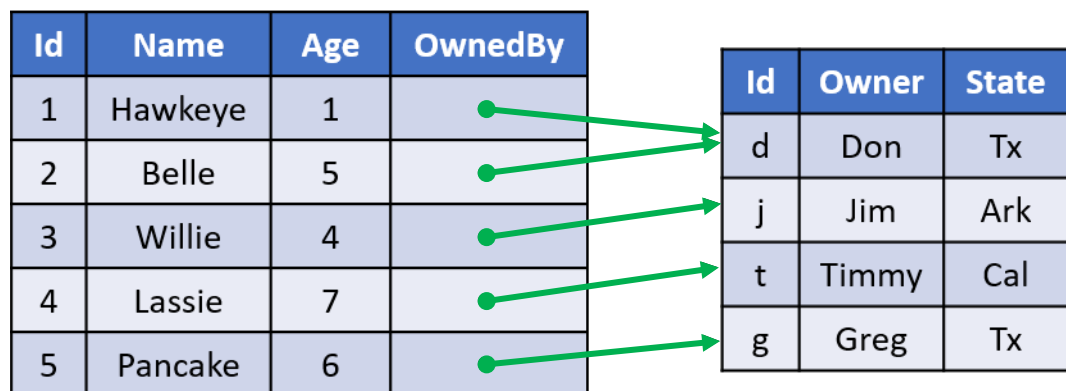 Id Name Age OwnedBy
1 Hawkeye 1
2 Belle 5
3 Willie 4
4 Lassie 7
5 Pancake 6
Id Owner State
d Don Tx
j Jim Ark
t Timmy Cal
g Greg Tx